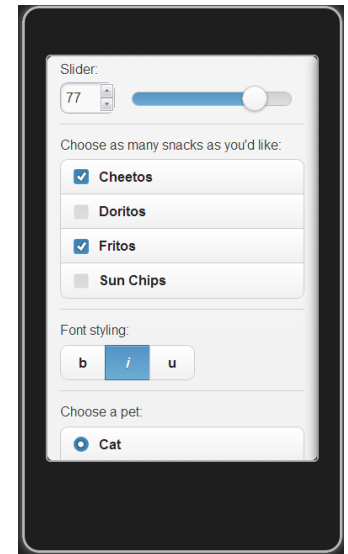 Slider:
77
Choose as many snacks as you'd like:
Cheetos
Doritos
Fritos
Sun Chips
Font styling:
b i u
Choose a pet:
Cat